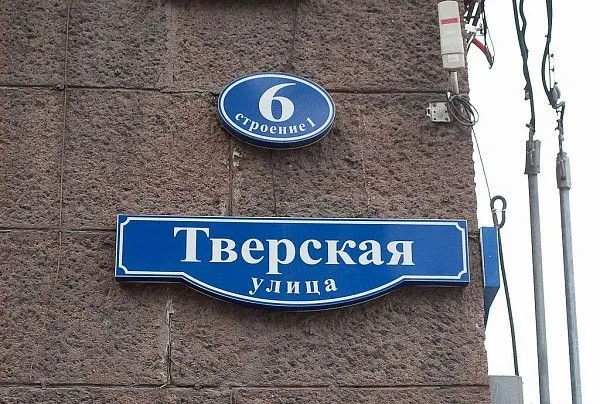 6
строение 1
Тверская
улица